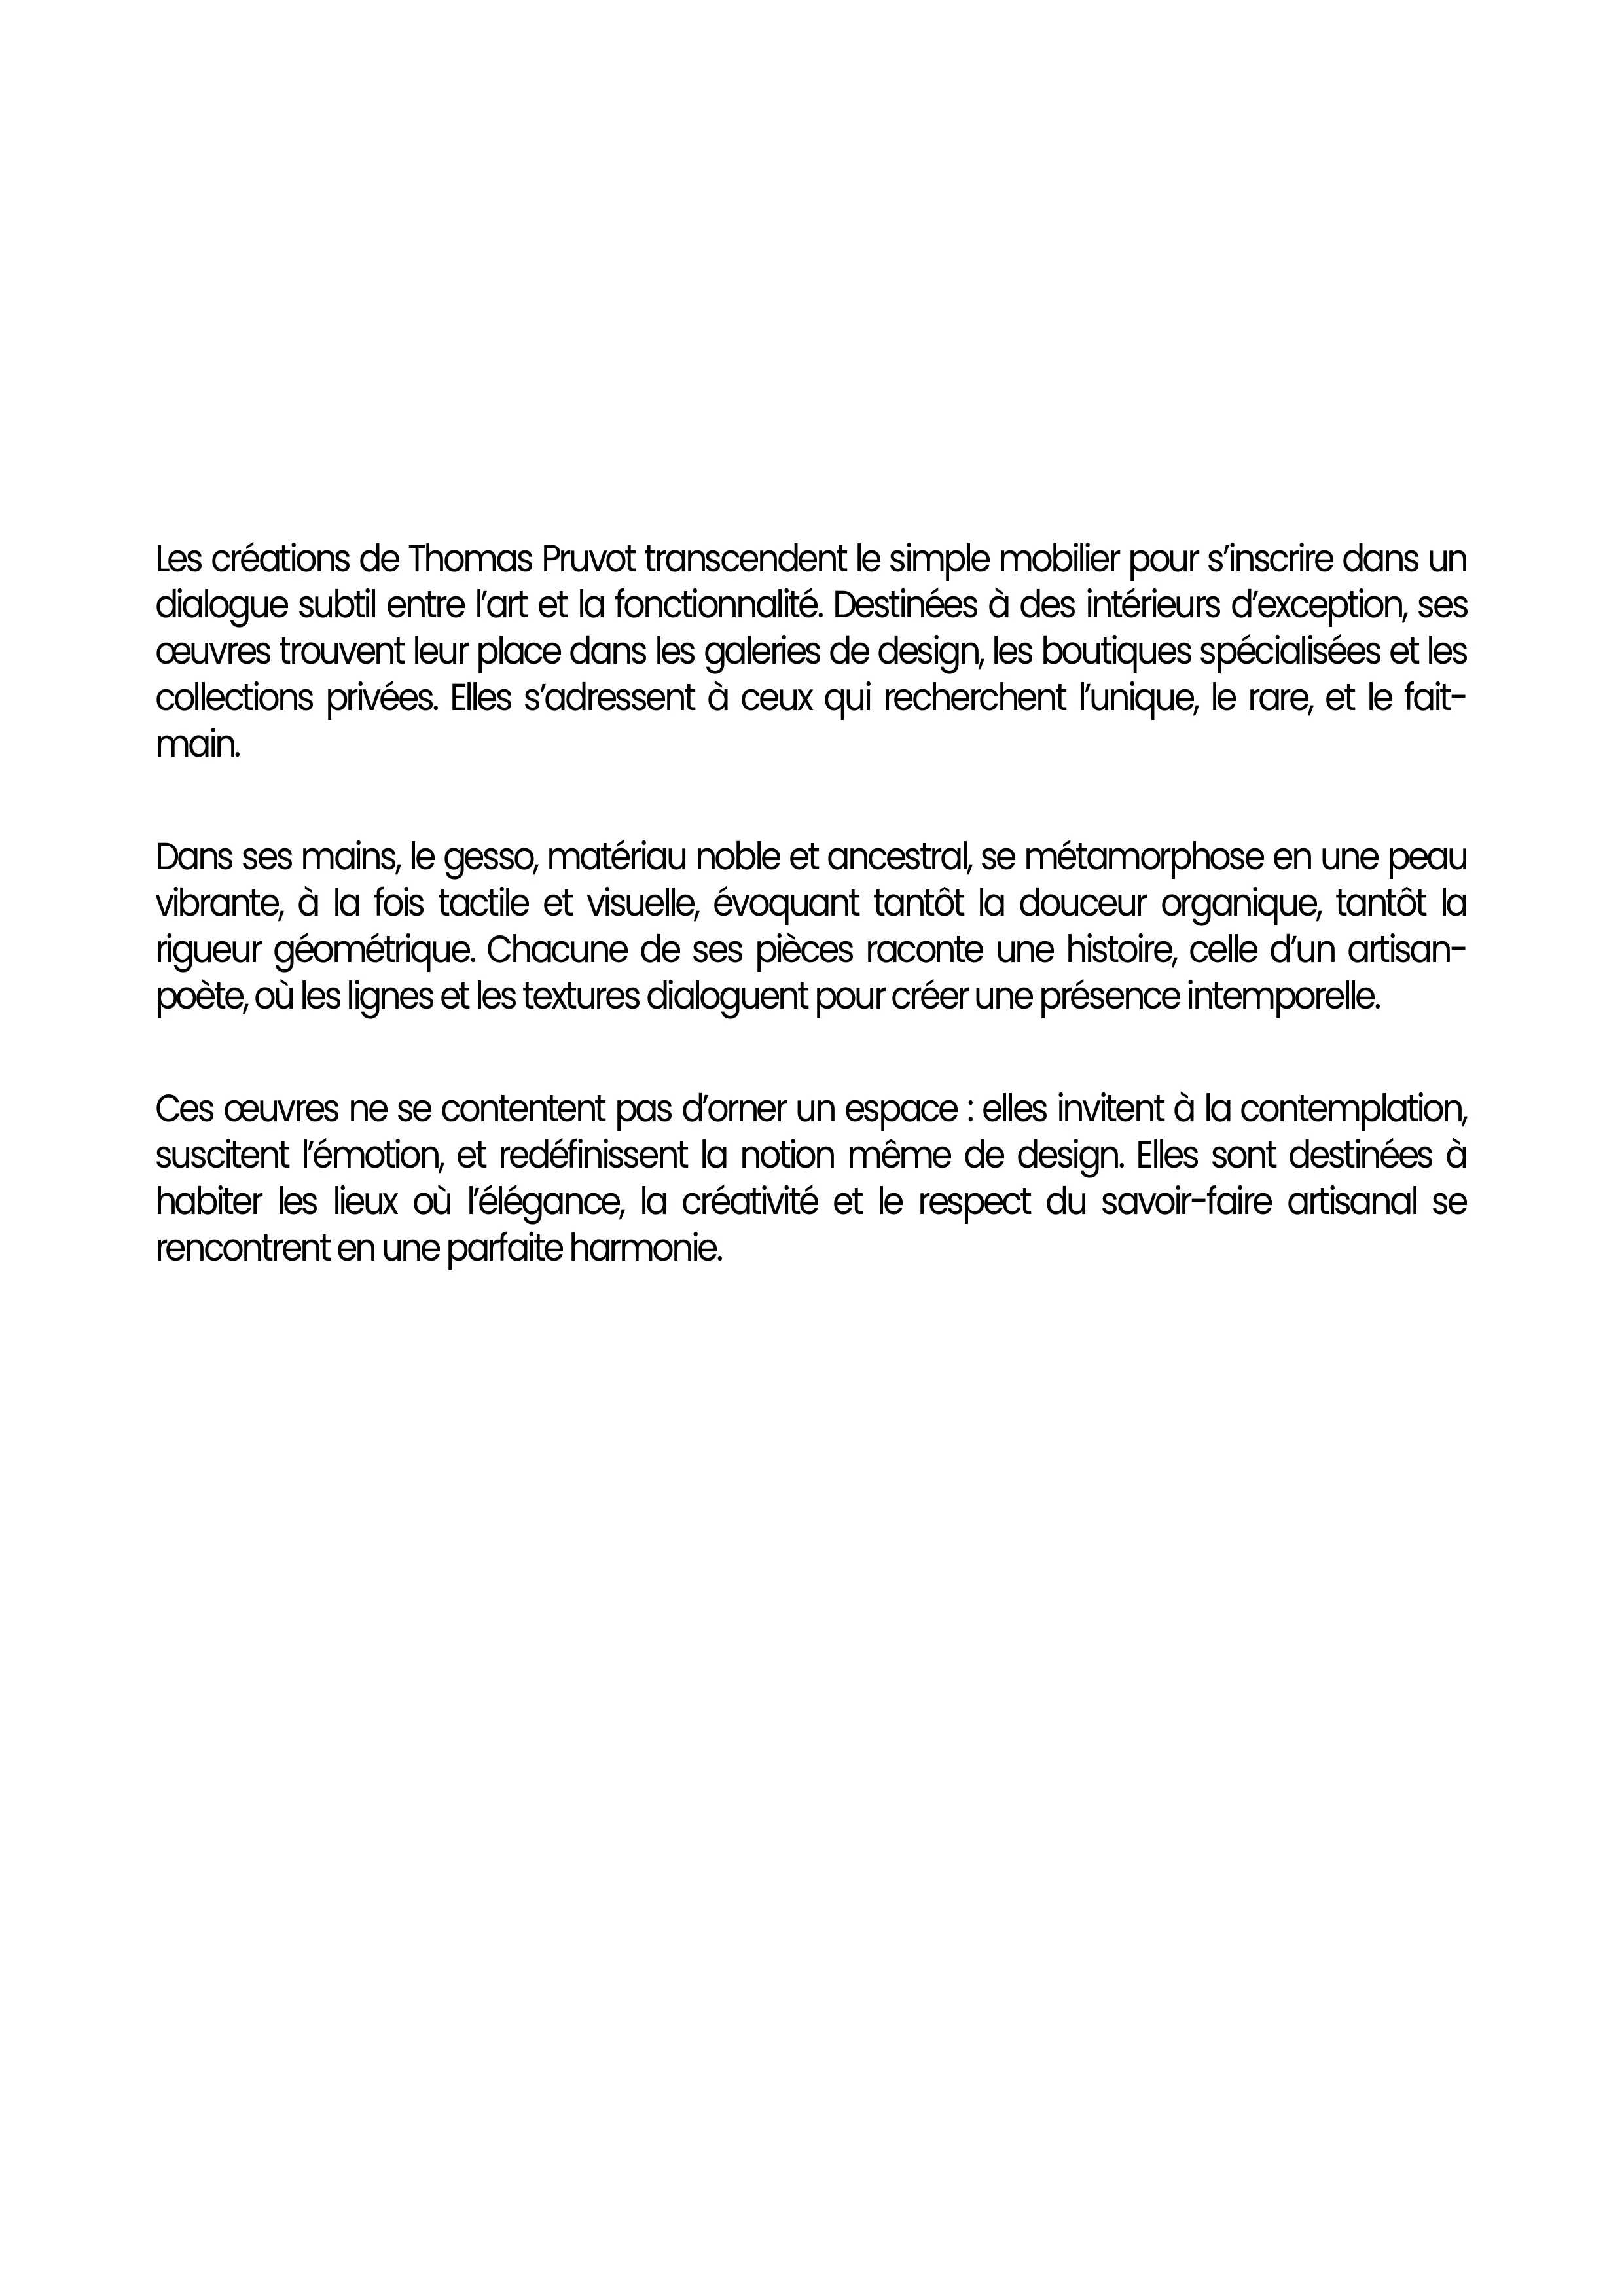 Les créations de Thomas Pruvot transcendent le simple mobilier pour s’inscrire dans un
dialogue subtil entre l’art et la fonctionnalité. Destinées à des intérieurs d’exception, ses
œuvres trouvent leur place dans les galeries de design, les boutiques spécialisées et les
collections privées. Elles s’adressent à ceux qui recherchent l’unique, le rare, et le fait-
main.
Dans ses mains, le gesso, matériau noble et ancestral, se métamorphose en une peau
vibrante, à la fois tactile et visuelle, évoquant tantôt la douceur organique, tantôt la
rigueur géométrique. Chacune de ses pièces raconte une histoire, celle d’un artisan-
poète, où les lignes et les textures dialoguent pour créer une présence intemporelle.
Ces œuvres ne se contentent pas d’orner un espace : elles invitent à la contemplation,
suscitent l’émotion, et redéfinissent la notion même de design. Elles sont destinées à
habiter les lieux où l’élégance, la créativité et le respect du savoir-faire artisanal se
rencontrent en une parfaite harmonie.